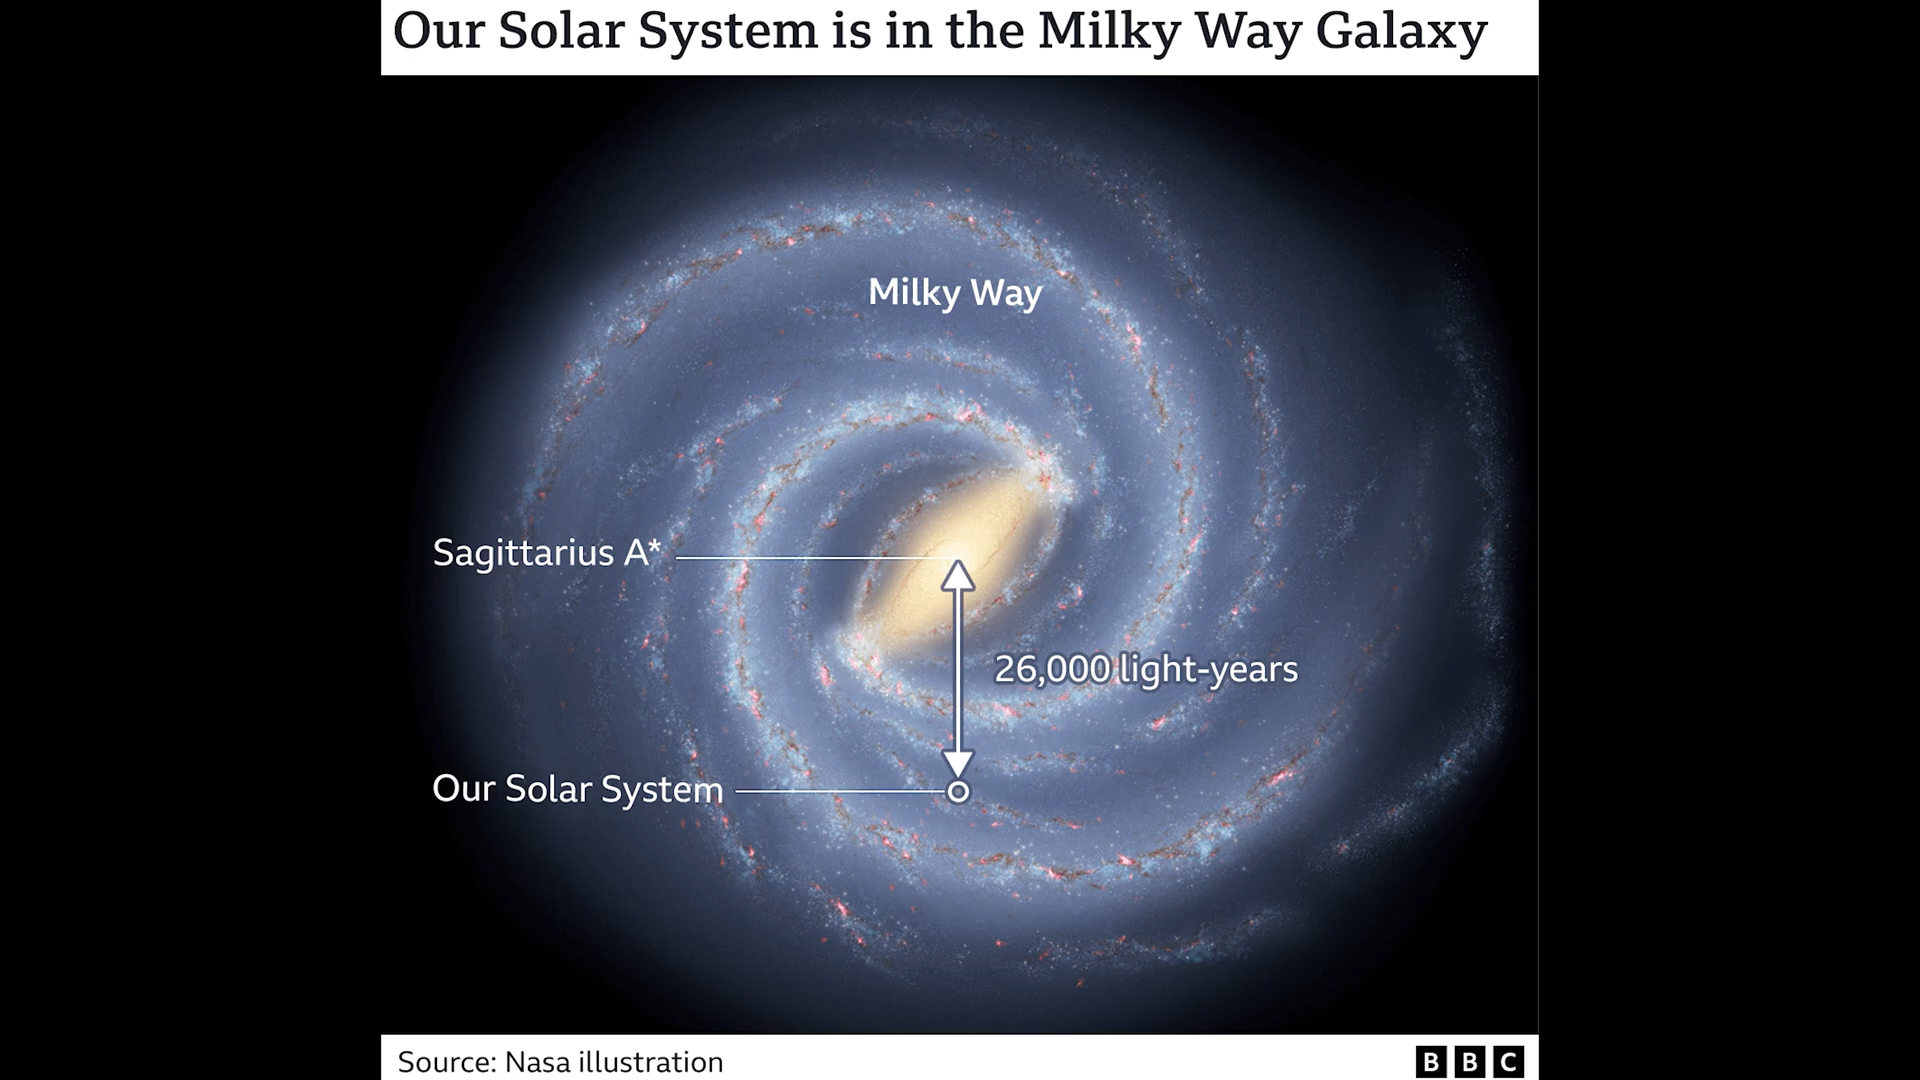 Our Solar System is in the Milky Way Galaxy
Milky Way
Sagittarius A*
26,000 light-years
Our Solar System
Source: Nasa illustration
BBC